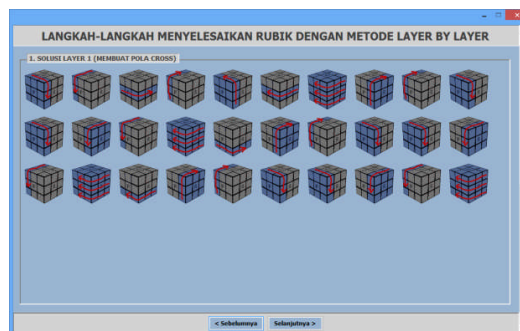 LANGKAH-LANGKAH MENYELESAIKAN RUBIK DENGAN METODE LAYER BY LAYER
1. SOLUSI LAYER 1 (MEMBUAT POLA CROSS)
< Sebelumnya Selanjutnya >